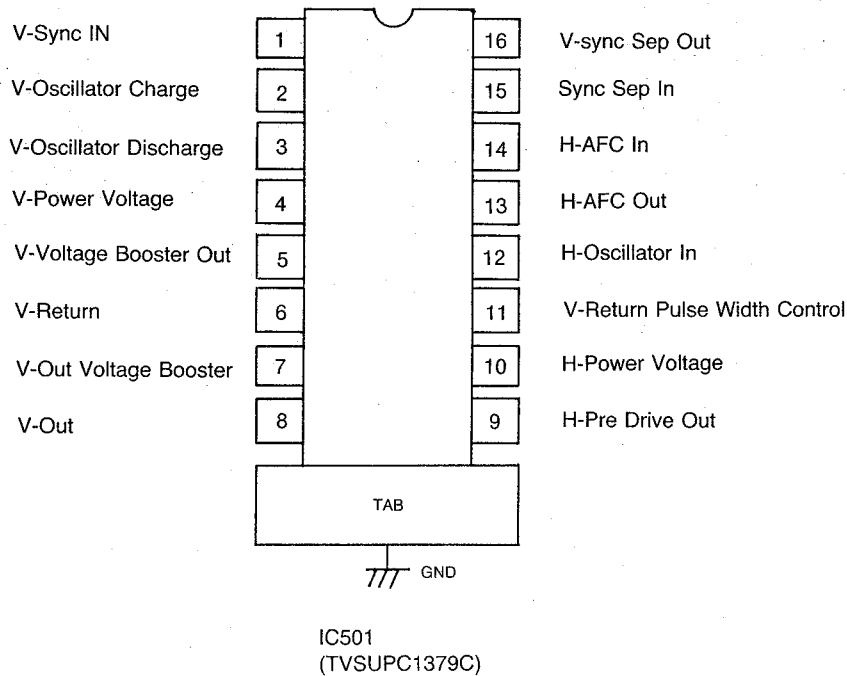 V-Sync IN 1 16 V-sync Sep Out
V-Oscillator Charge 2 15 Sync Sep In
V-Oscillator Discharge 3 14 H-AFC In
V-Power Voltage 4 13 H-AFC Out
V-Voltage Booster Out 5 12 H-Oscillator In
V-Return 6 11 V-Return Pulse Width Control
V-Out Voltage Booster 7 10 H-Power Voltage
V-Out 8 9 H-Pre Drive Out
TAB
GND
IC501
(TVSUPC1379C)